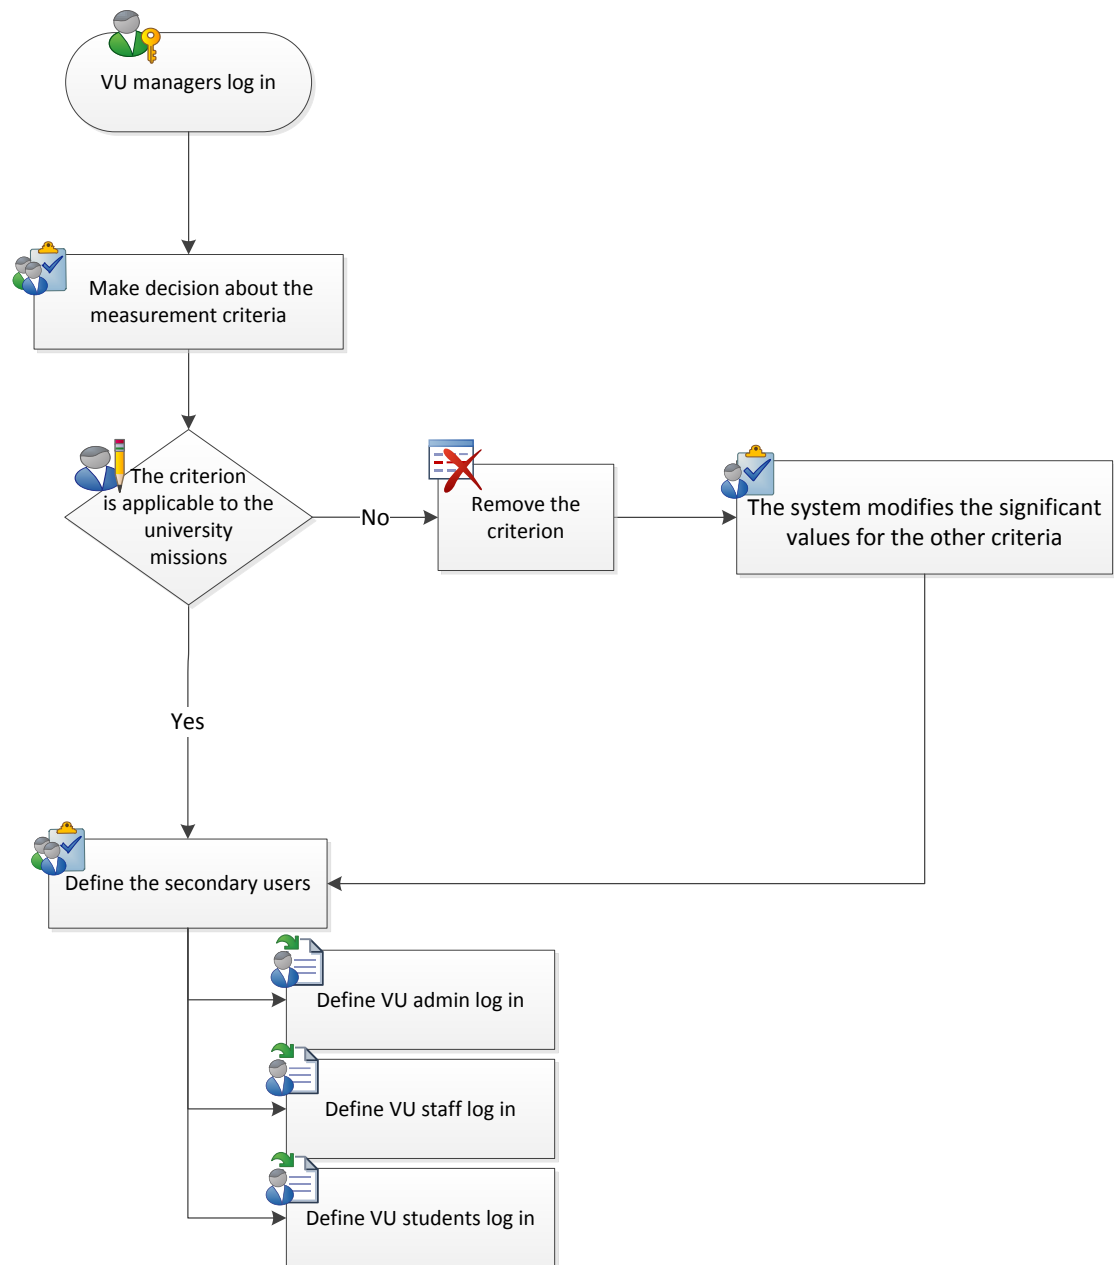 VU managers log in
Make decision about the
measurement criteria
The criterion
is applicable to the
university
missions
No
Remove the
criterion
The system modifies the significant
values for the other criteria
Yes
Define the secondary users
Define VU admin log in
Define VU staff log in
Define VU students log in